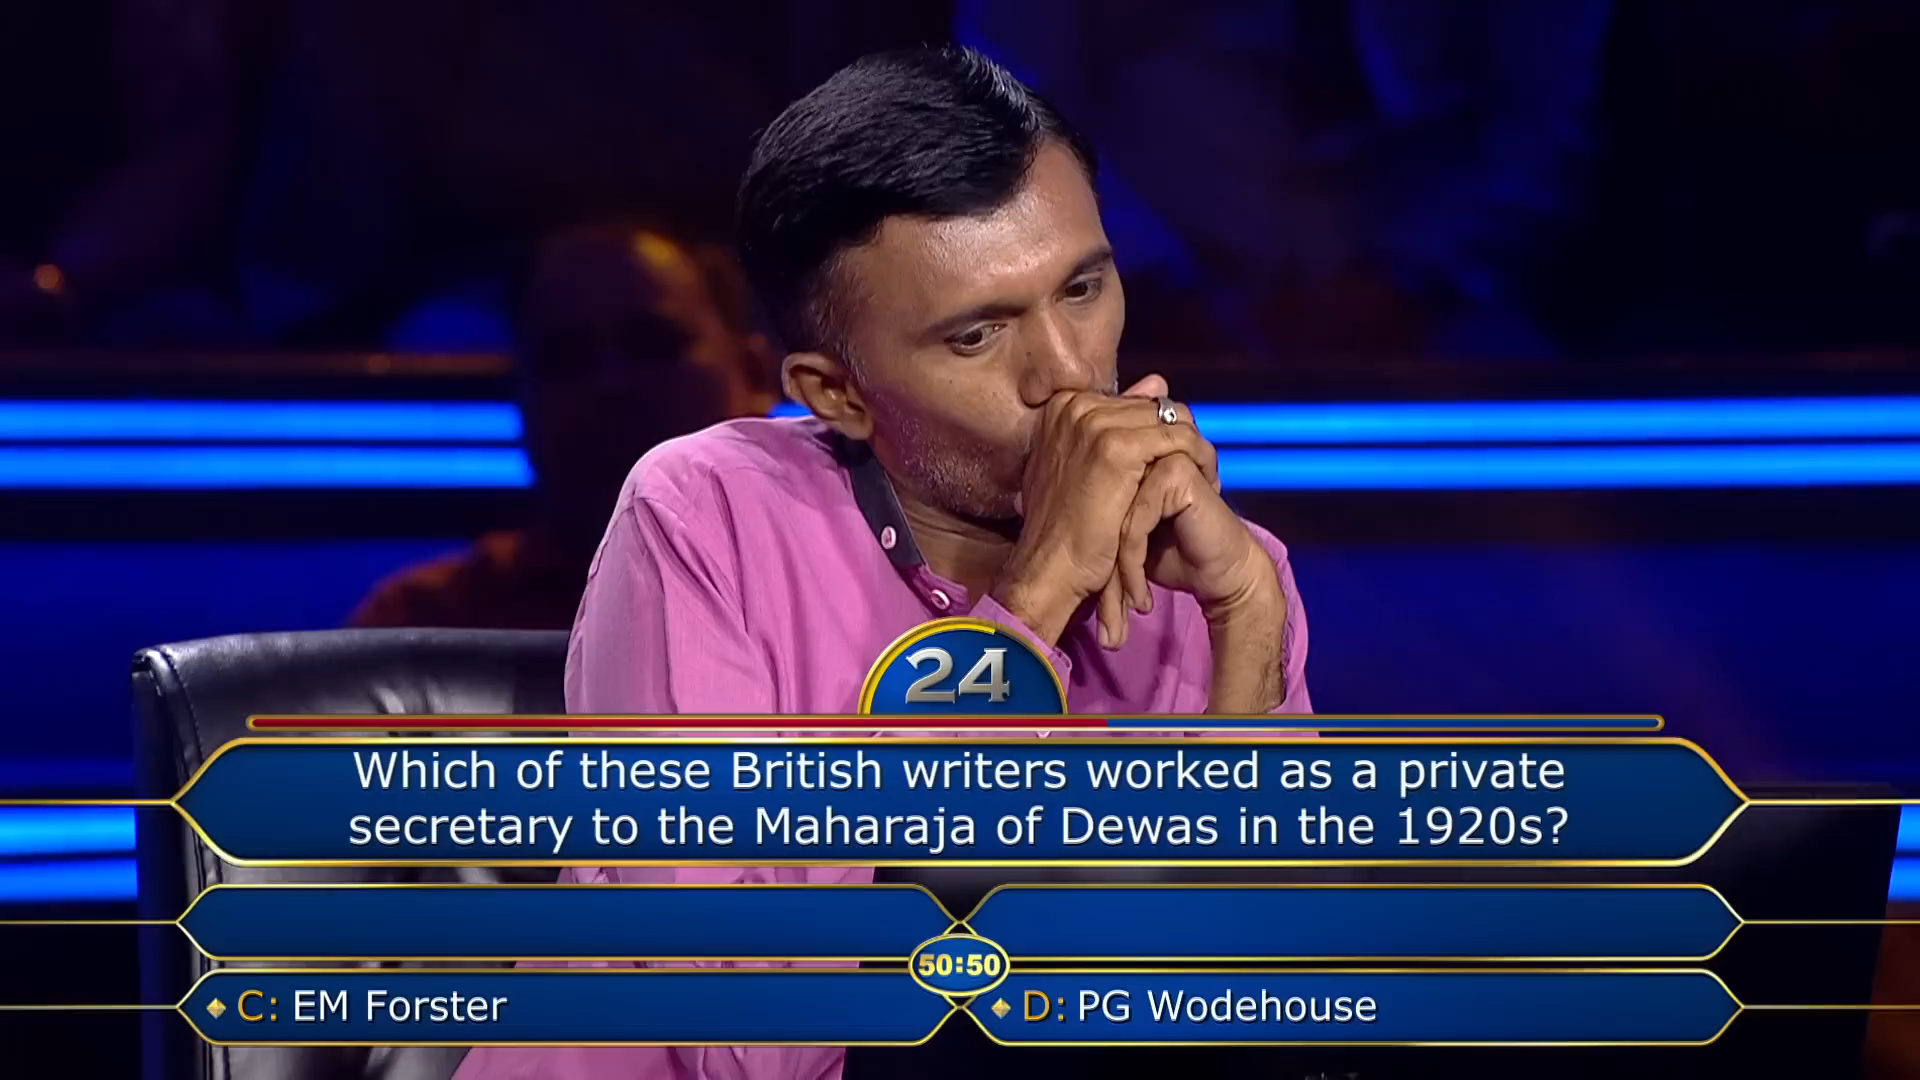 24
Which of these British writers worked as a private
secretary to the Maharaja of Dewas in the 1920s?
50:50
C: EM Forster
D: PG Wodehouse